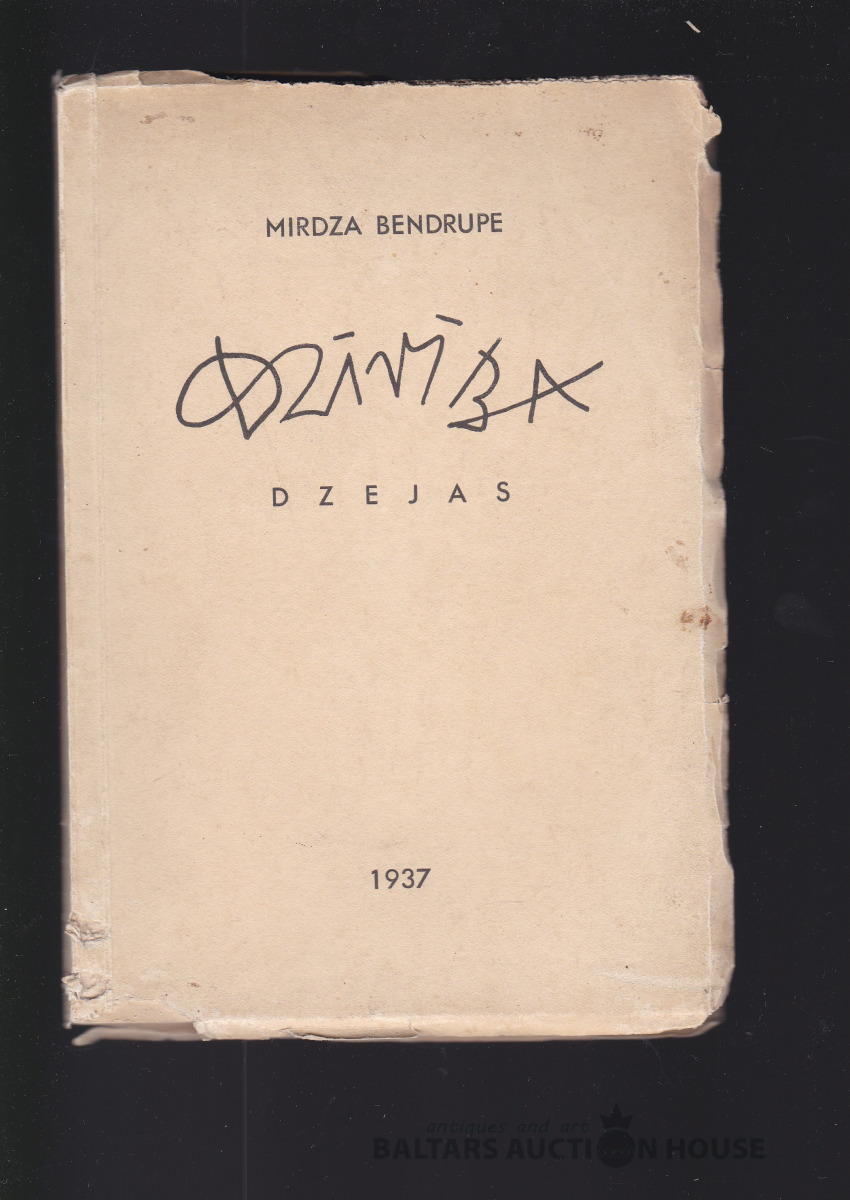 MIRDZA BENDRUPE
DZĪVĪBA
DZEJAS
1937
antiques and art
BALTARS AUCTION HOUSE